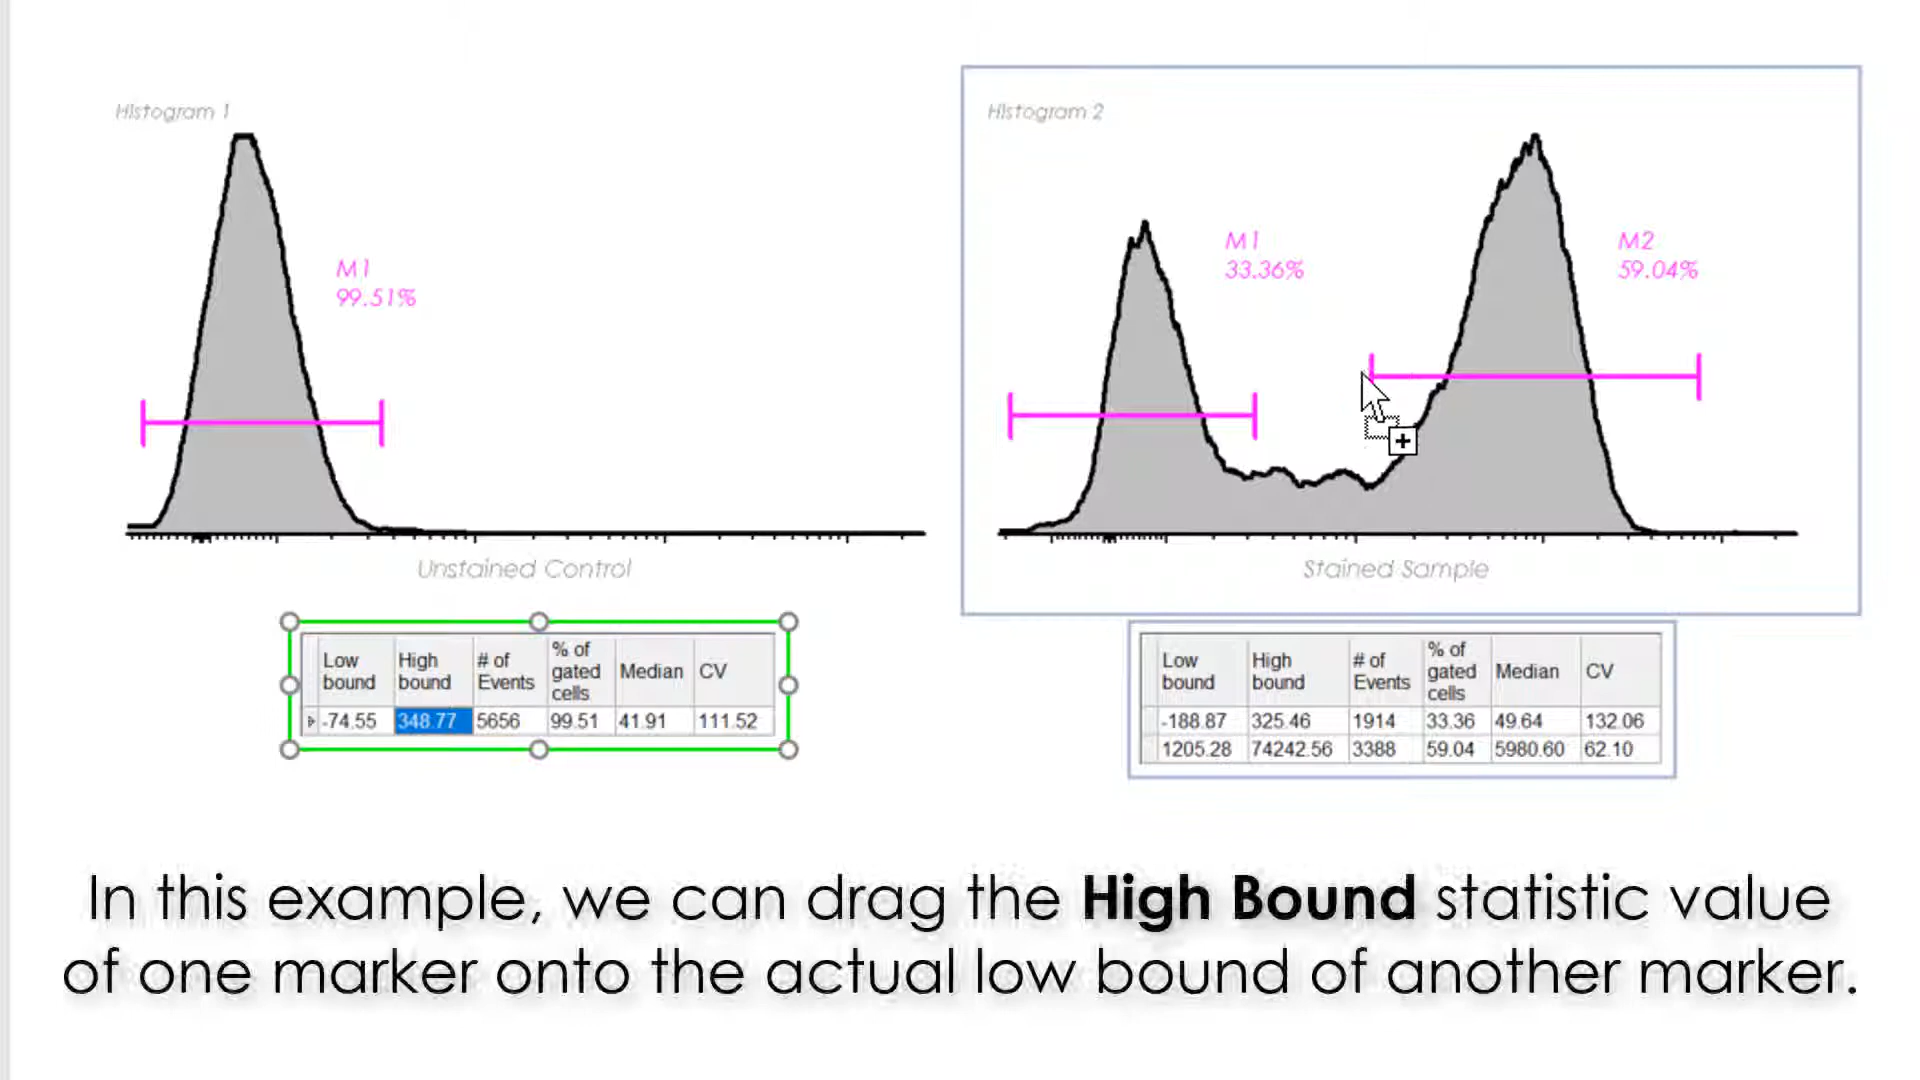 Histogram 1
M1
99.51%
Unstained Control
Histogram 2
M1
33.36%
M2
59.04%
Stained Sample
Low bound High bound # of Events % of gated cells Median CV
-74.55 348.77 5656 99.51 41.91 111.52
Low bound High bound # of Events % of gated cells Median CV
-188.87 325.46 1914 33.36 49.64 132.06
1205.28 74242.56 3388 59.04 5980.60 62.10
In this example, we can drag the High Bound statistic value
of one marker onto the actual low bound of another marker.